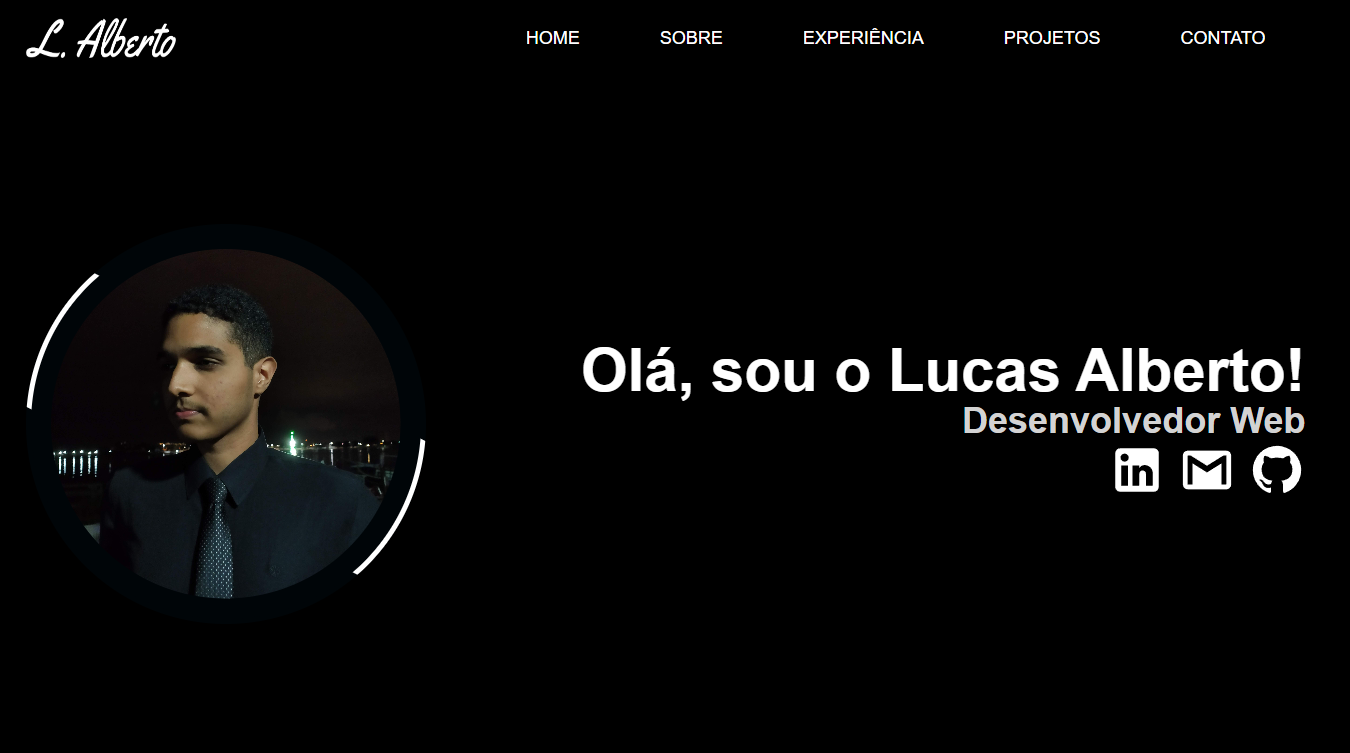 L. Alberto
HOME SOBRE EXPERIÊNCIA PROJETOS CONTATO
Olá, sou o Lucas Alberto!
Desenvolvedor Web
in